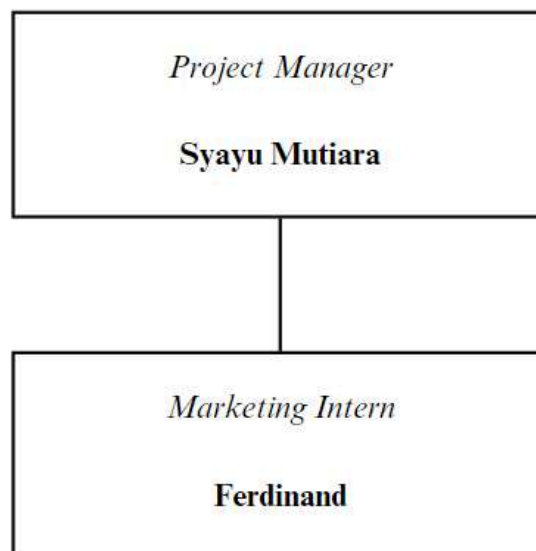 Project Manager
Syayu Mutiara
Marketing Intern
Ferdinand